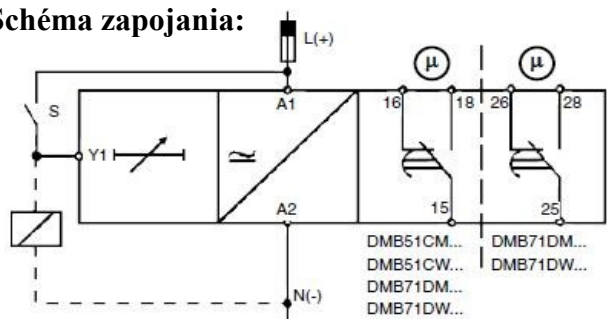 Schéma zapojania:
L(+)
µ µ
S
A1
16 18 26 28
Y1
A2
15 25
DMB51CM... DMB71DM...
DMB51CW... DMB71DW...
DMB71DM...
DMB71DW...
N(-)